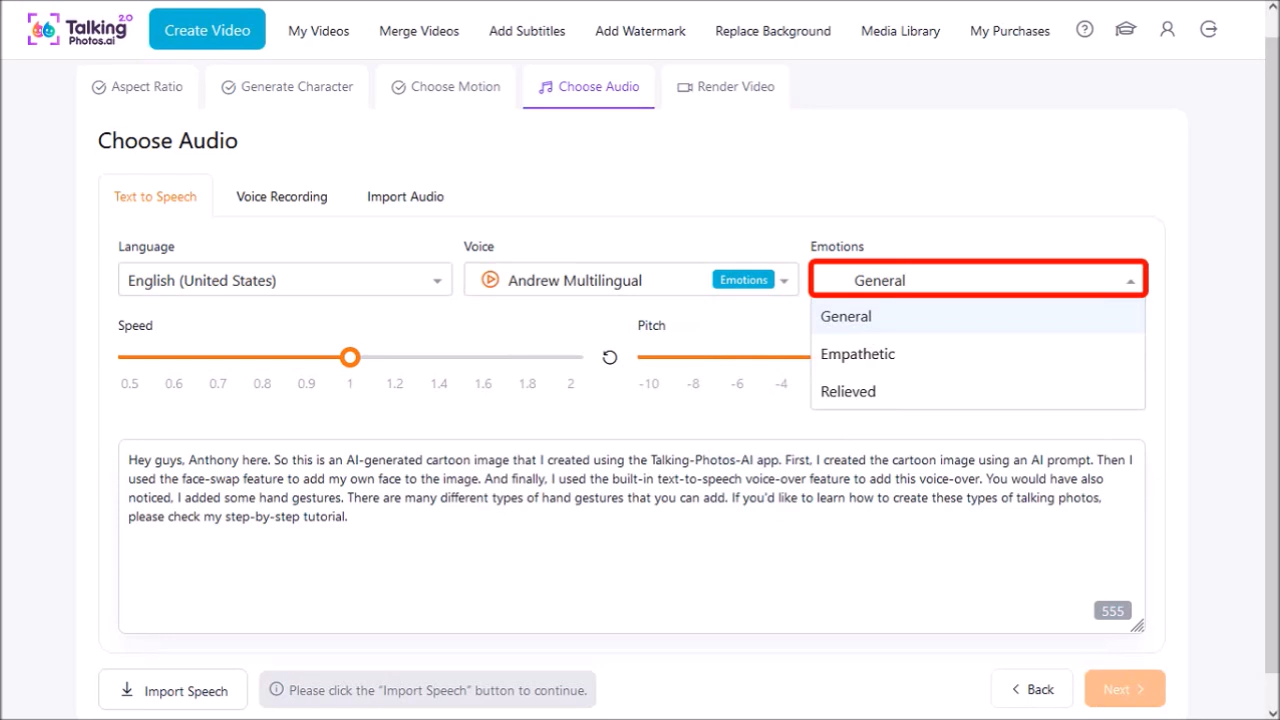 Talking 2.0
Photos.ai
Create Video
My Videos
Merge Videos
Add Subtitles
Add Watermark
Replace Background
Media Library
My Purchases
Aspect Ratio
Generate Character
Choose Motion
Choose Audio
Render Video
Choose Audio
Text to Speech
Voice Recording
Import Audio
Language
Voice
Emotions
English (United States)
Andrew Multilingual
Emotions
General
General
Empathetic
Relieved
Speed
Pitch
0.5 0.6 0.7 0.8 0.9 1 1.2 1.4 1.6 1.8 2
-10 -8 -6 -4
Hey guys, Anthony here. So this is an AI-generated cartoon image that I created using the Talking-Photos-AI app. First, I created the cartoon image using an AI prompt. Then I
used the face-swap feature to add my own face to the image. And finally, I used the built-in text-to-speech voice-over feature to add this voice-over. You would have also
noticed, I added some hand gestures. There are many different types of hand gestures that you can add. If you'd like to learn how to create these types of talking photos,
please check my step-by-step tutorial.
555
Import Speech
Please click the "Import Speech" button to continue.
Back
Next